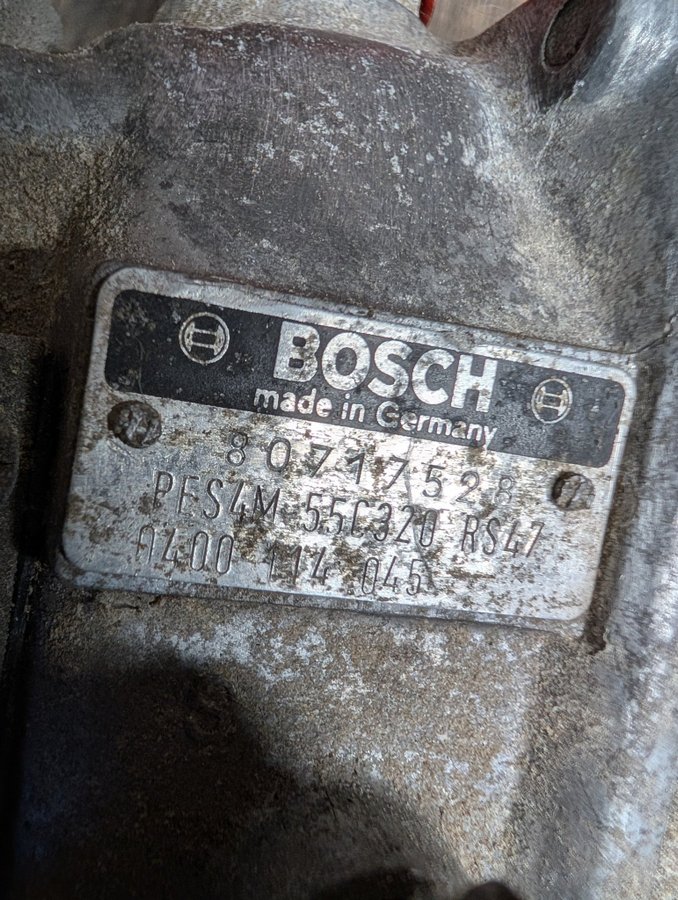 BOSCH
made in Germany
80717528
PES4M 55C320 RS47
0400 114 045